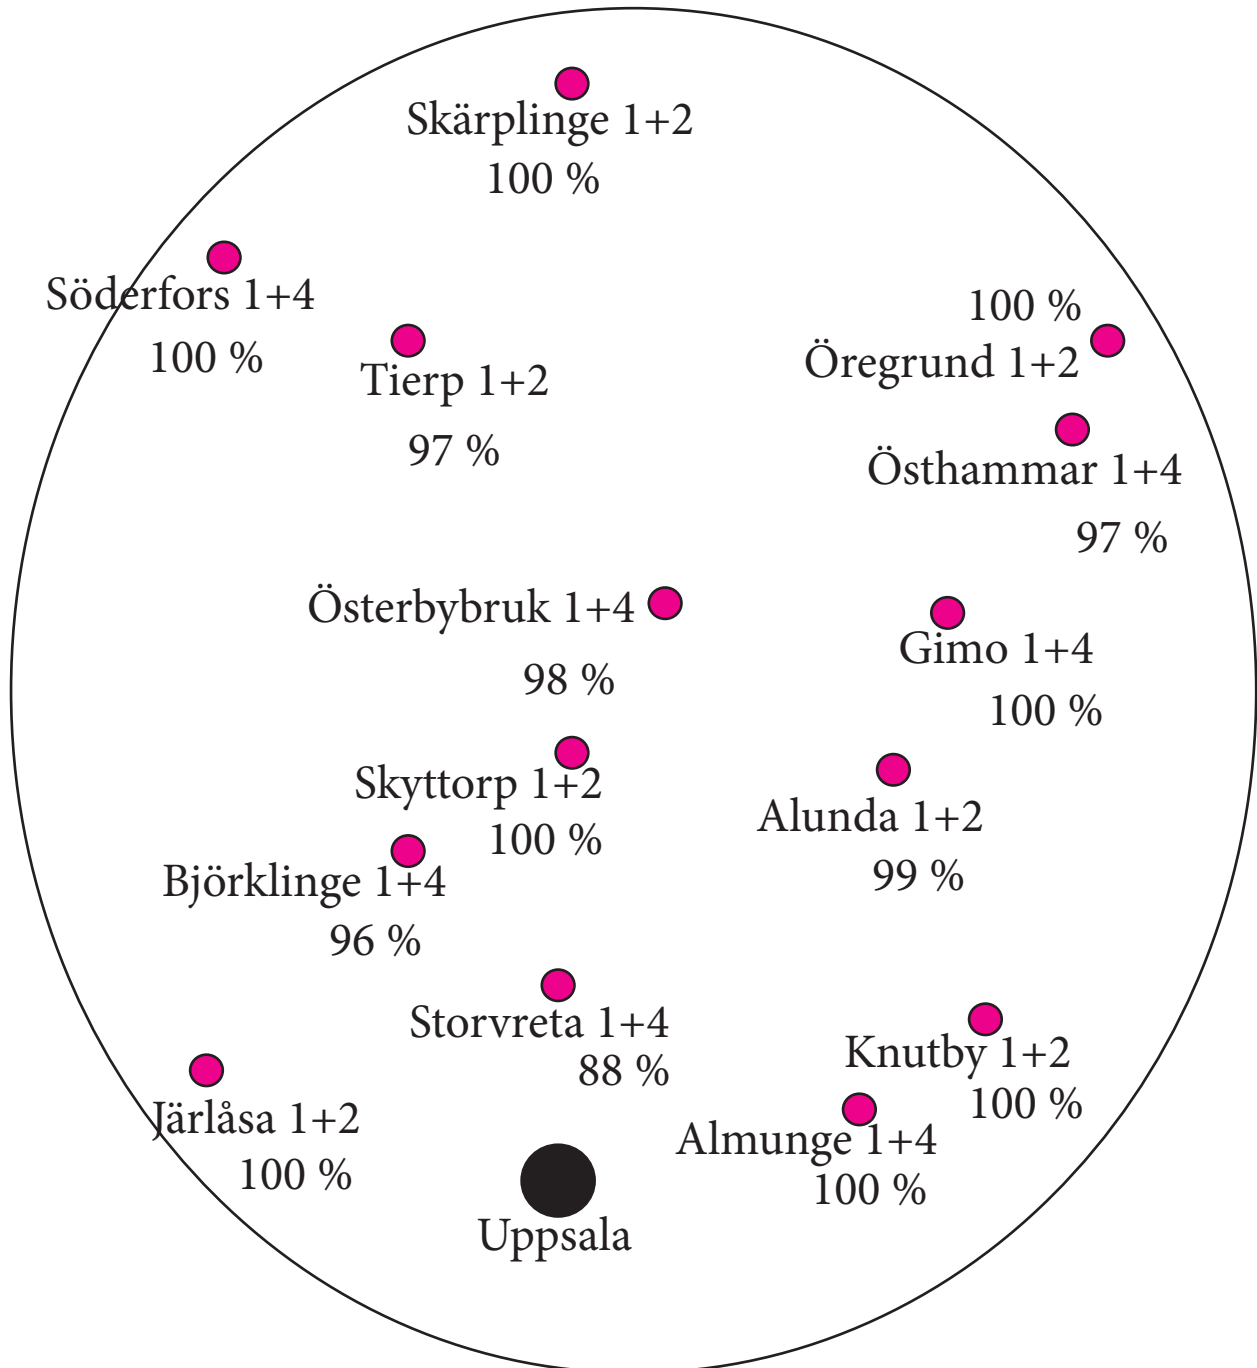 Skärplinge 1+2
100 %
Söderfors 1+4
100 %
Tierp 1+2
97 %
100 %
Öregrund 1+2
Östhammar 1+4
97 %
Österbybruk 1+4
98 %
Gimo 1+4
100 %
Skyttorp 1+2
100 %
Alunda 1+2
99 %
Björklinge 1+4
96 %
Storvreta 1+4
88 %
Knutby 1+2
100 %
Järlåsa 1+2
100 %
Almunge 1+4
100 %
Uppsala